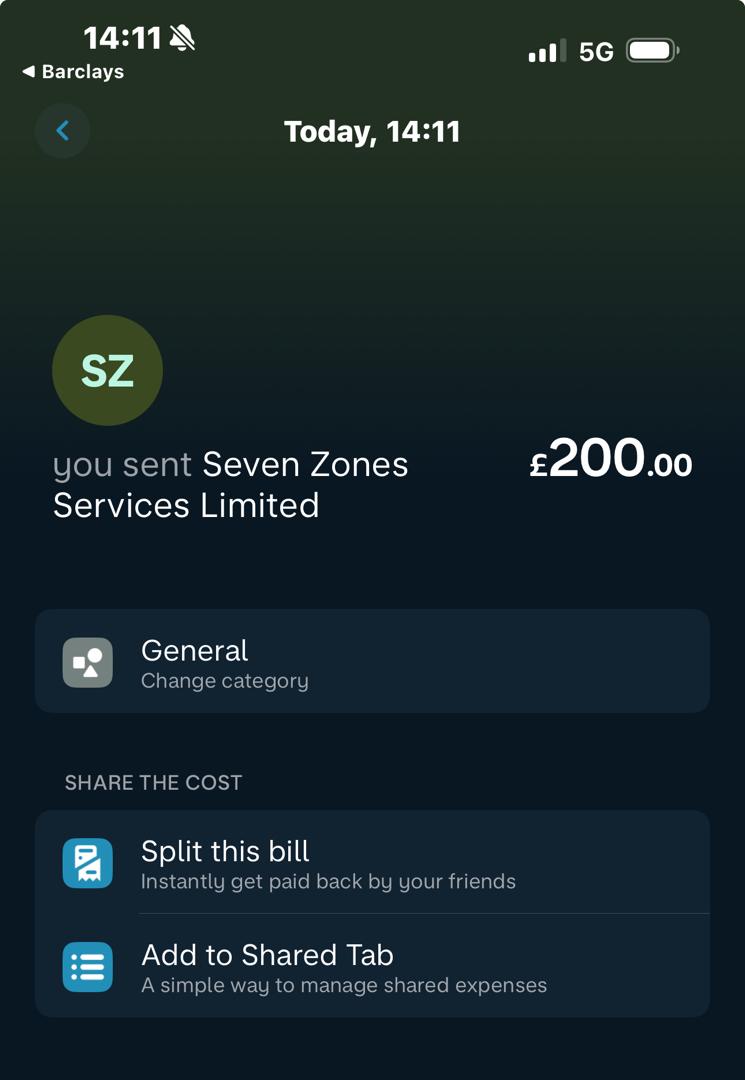 14:11
5G
◀ Barclays
Today, 14:11
SZ
you sent Seven Zones £200.00
Services Limited
General
Change category
SHARE THE COST
Split this bill
Instantly get paid back by your friends
Add to Shared Tab
A simple way to manage shared expenses